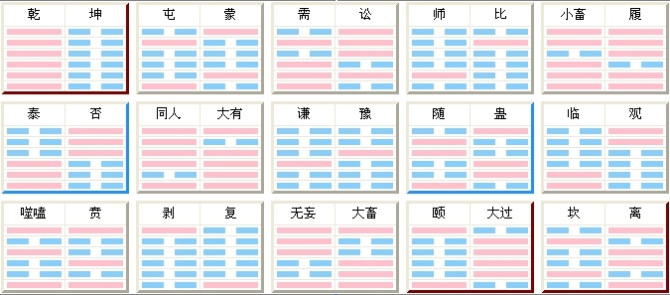 乾 坤 屯 蒙 需 讼 师 比 小畜 履
泰 否 同人 大有 谦 豫 随 蛊 临 观
噬嗑 贲 剥 复 无妄 大畜 颐 大过 坎 离